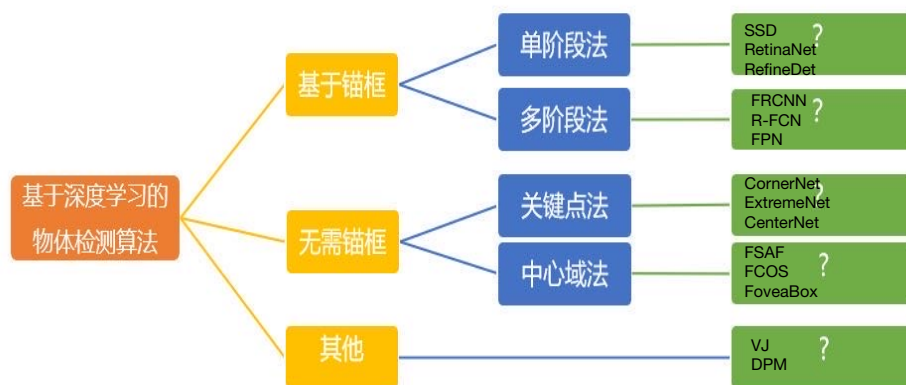 基于深度学习的
物体检测算法
基于锚框
无需锚框
其他
单阶段法
多阶段法
关键点法
中心域法
SSD ?
RetinaNet
RefineDet
FRCNN ?
R-FCN
FPN
CornerNet ?
ExtremeNet
CenterNet
FSAF ?
FCOS
FoveaBox
VJ ?
DPM